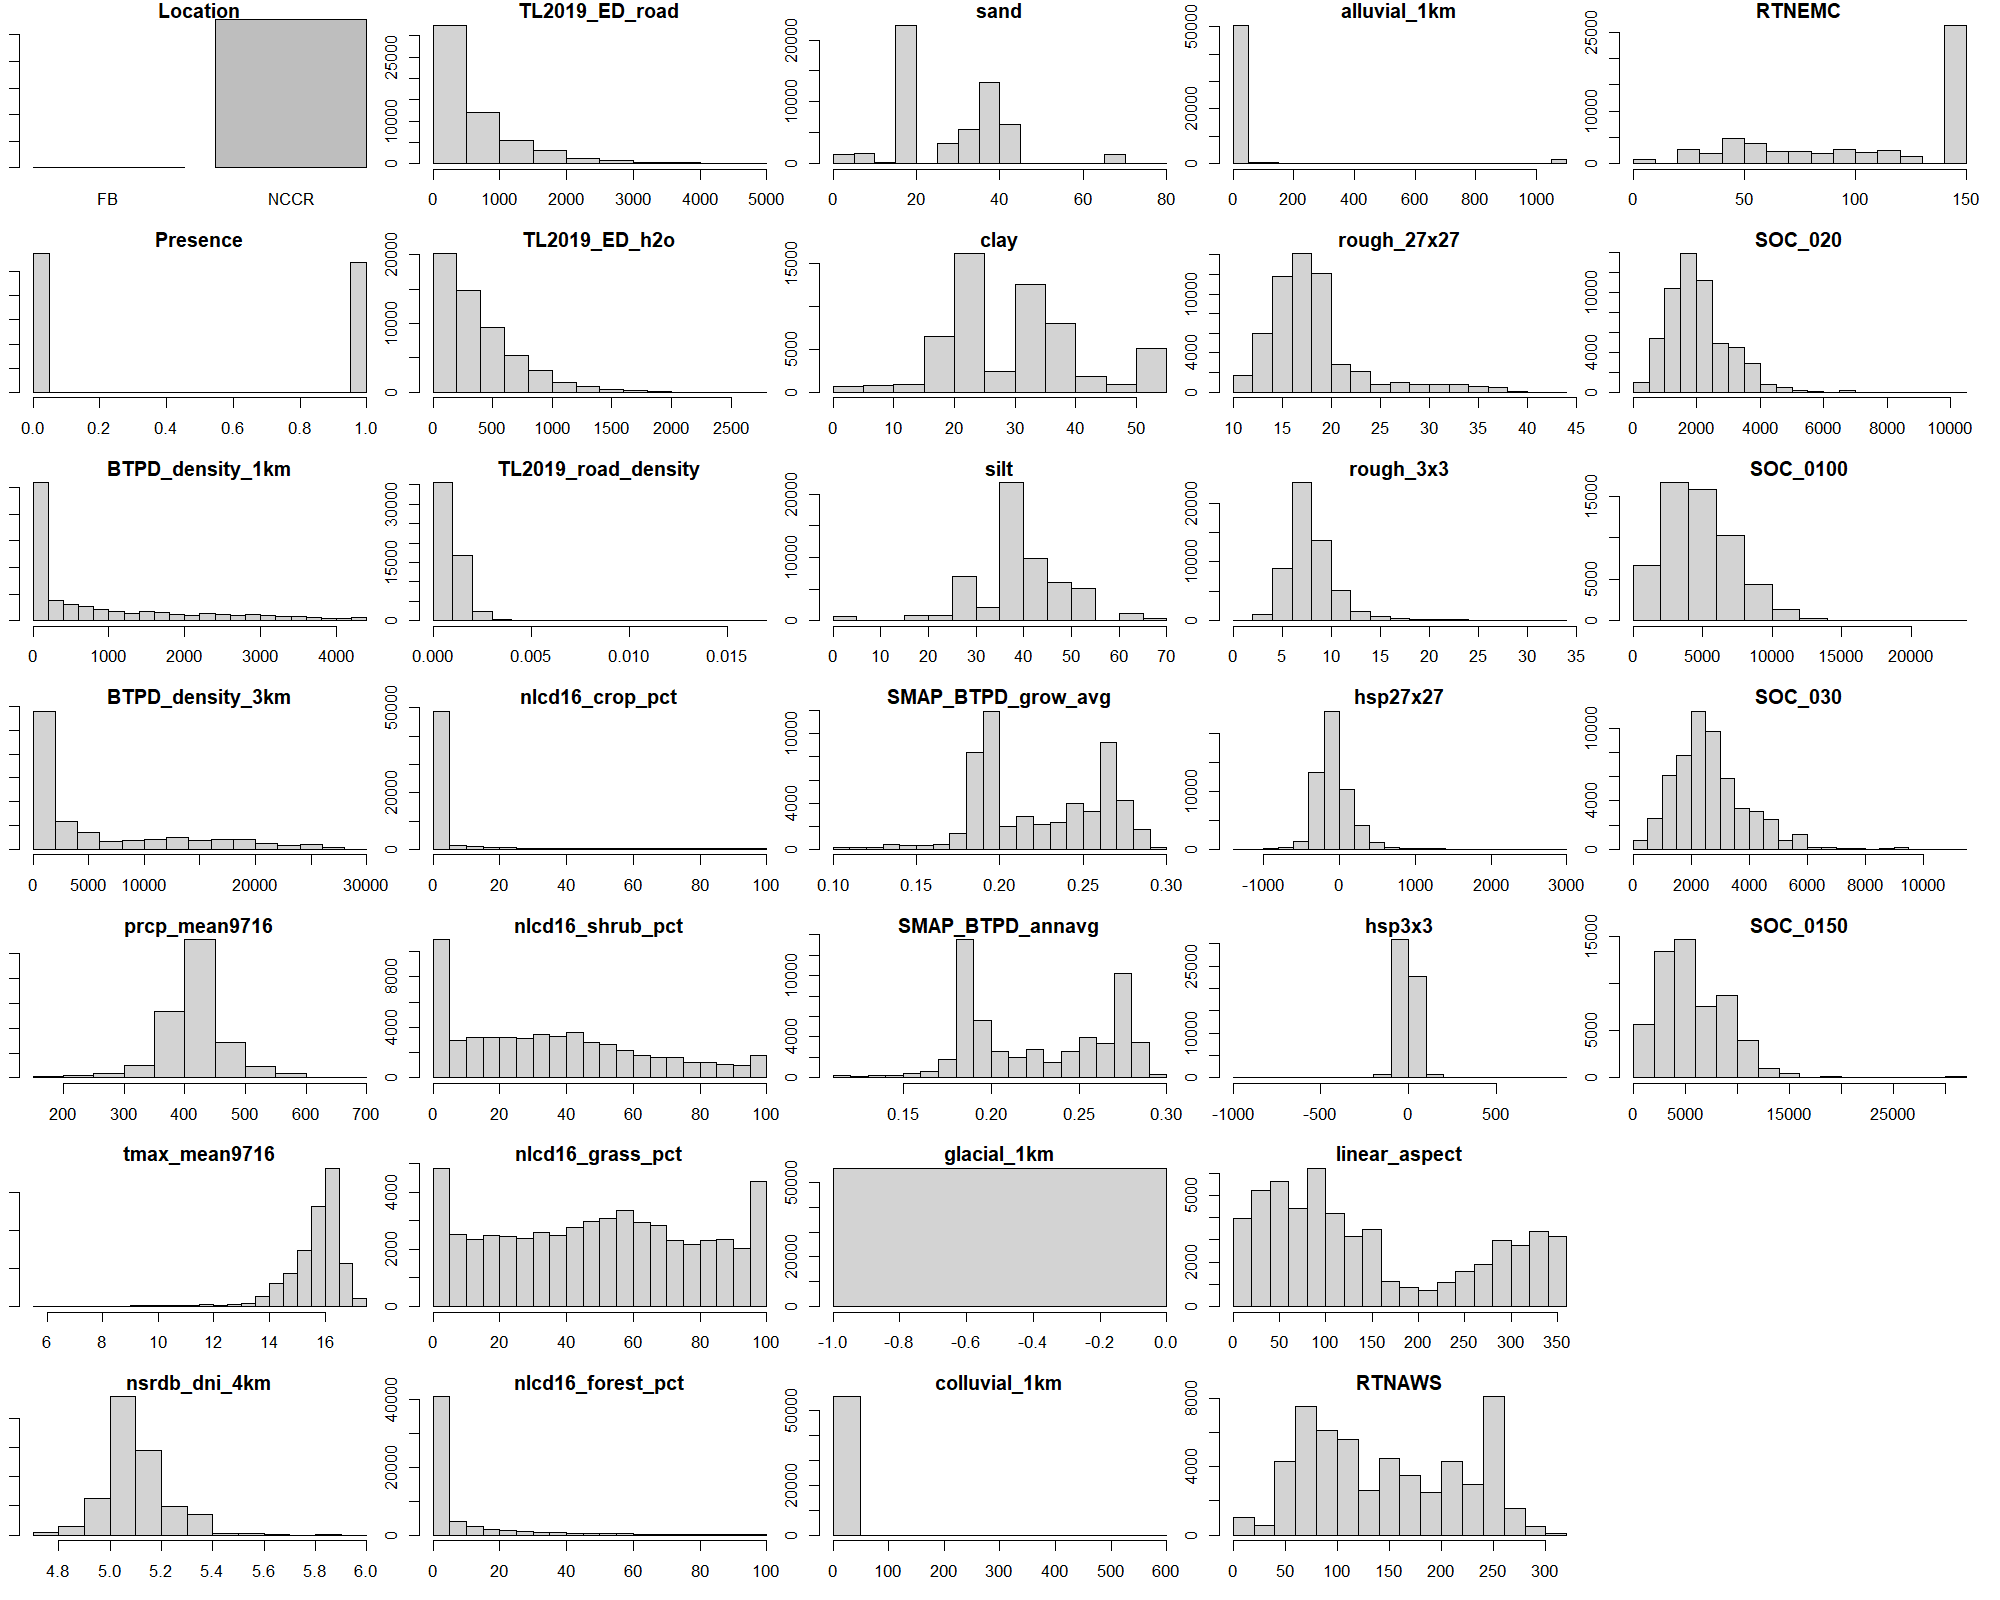 Location
FB NCCR
Presence
0.0 0.2 0.4 0.6 0.8 1.0
BTPD_density_1km
0 1000 2000 3000 4000
BTPD_density_3km
0 5000 10000 20000 30000
prcp_mean9716
200 300 400 500 600 700
tmax_mean9716
6 8 10 12 14 16
nsrdb_dni_4km
4.8 5.0 5.2 5.4 5.6 5.8 6.0
TL2019_ED_road
0 10000 25000
0 1000 2000 3000 4000 5000
TL2019_ED_h2o
0 10000 20000
0 500 1000 1500 2000 2500
TL2019_road_density
0 15000 30000
0.000 0.005 0.010 0.015
nlcd16_crop_pct
0 20000 50000
0 20 40 60 80 100
nlcd16_shrub_pct
0 4000 8000
0 20 40 60 80 100
nlcd16_grass_pct
0 2000 4000
0 20 40 60 80 100
nlcd16_forest_pct
0 20000 40000
0 20 40 60 80 100
sand
0 10000 20000
0 20 40 60 80
clay
0 5000 15000
0 10 20 30 40 50
silt
0 10000 20000
0 10 20 30 40 50 60 70
SMAP_BTPD_grow_avg
0 4000 10000
0.10 0.15 0.20 0.25 0.30
SMAP_BTPD_annavg
0 4000 10000
0.15 0.20 0.25 0.30
glacial_1km
0 20000 50000
-1.0 -0.8 -0.6 -0.4 -0.2 0.0
colluvial_1km
0 20000 50000
0 100 200 300 400 500 600
alluvial_1km
0 20000 50000
0 200 400 600 800 1000
rough_27x27
0 4000 10000
10 15 20 25 30 35 40 45
rough_3x3
0 10000 20000
0 5 10 15 20 25 30 35
hsp27x27
0 10000
-1000 0 1000 2000 3000
hsp3x3
0 10000 25000
-1000 -500 0 500
linear_aspect
0 2000 5000
0 50 100 150 200 250 300 350
RTNAWS
0 4000 8000
0 50 100 150 200 250 300
RTNEMC
0 10000 25000
0 50 100 150
SOC_020
0 4000 10000
0 2000 4000 6000 8000 10000
SOC_0100
0 5000 15000
0 5000 10000 15000 20000
SOC_030
0 4000 10000
0 2000 4000 6000 10000
SOC_0150
0 5000 15000
0 5000 15000 25000